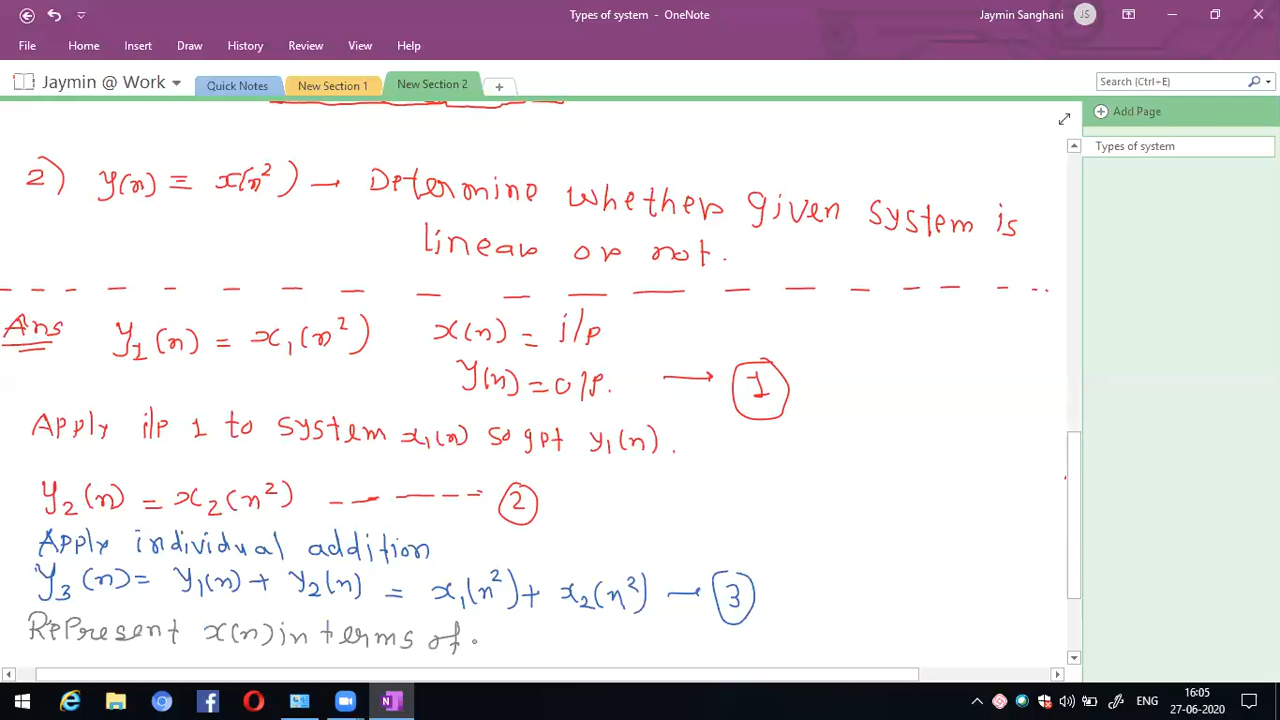 Types of system - OneNote
Jaymin Sanghani
JS
File Home Insert Draw History Review View Help
Jaymin @ Work
Quick Notes
New Section 1
New Section 2
+
Search (Ctrl+E)
Add Page
Types of system
2) y(n) = x(n²) — Determine whether given system is
linear or not.
Ans y₁(n) = x₁(n²) x(n) = i/p
y(n) = o/p. → 1
Apply i/p 1 to system x₁(n) so get y₁(n).
y₂(n) = x₂(n²) ------- 2
Apply individual addition
y₃(n) = y₁(n) + y₂(n) = x₁(n²) + x₂(n²) — 3
Represent x(n) in terms of.
ENG
16:05
27-06-2020